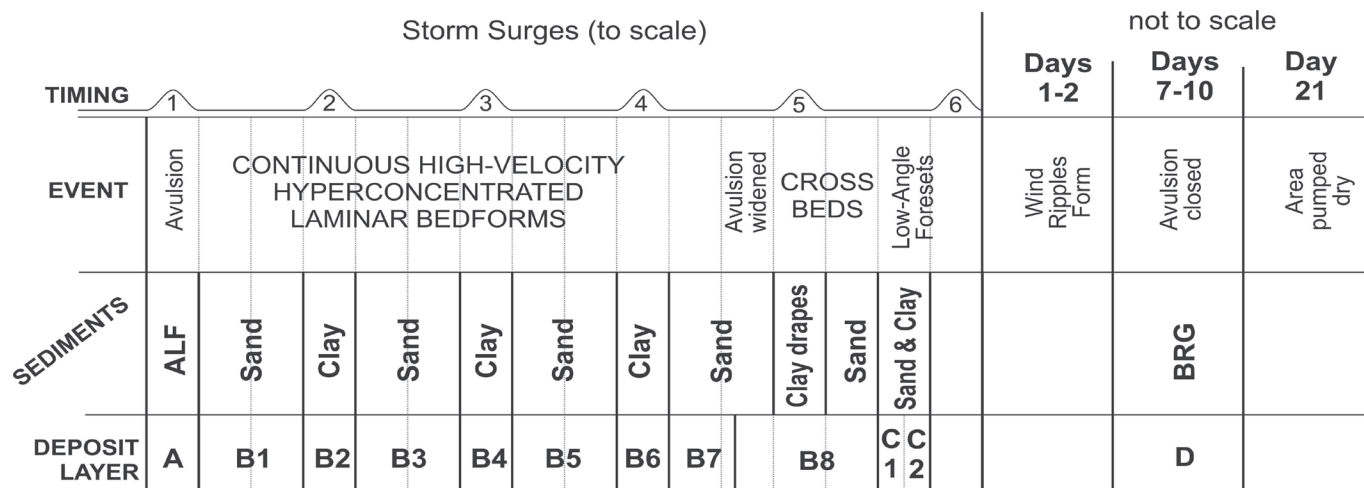 Storm Surges (to scale)
not to scale
TIMING
1
2
3
4
5
6
Days
1-2
Days
7-10
Day
21
EVENT
Avulsion
CONTINUOUS HIGH-VELOCITY
HYPERCONCENTRATED
LAMINAR BEDFORMS
Avulsion
widened
CROSS
BEDS
Low-Angle
Foresets
Wind
Ripples
Form
Avulsion
closed
Area
pumped
dry
SEDIMENTS
ALF
Sand
Clay
Sand
Clay
Sand
Clay
Sand
Clay drapes
Sand
Sand & Clay
BRG
DEPOSIT
LAYER
A
B1
B2
B3
B4
B5
B6
B7
B8
C
1
C
2
D